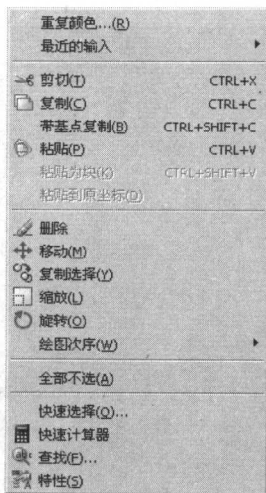 重复颜色...(R)
最近的输入
剪切(T) CTRL+X
复制(C) CTRL+C
带基点复制(B) CTRL+SHIFT+C
粘贴(P) CTRL+V
粘贴为块(K) CTRL+SHIFT+V
粘贴到原坐标(D)
删除
移动(M)
复制选择(Y)
缩放(L)
旋转(O)
绘图次序(W)
全部不选(A)
快速选择(Q)...
快速计算器
查找(F)...
特性(S)